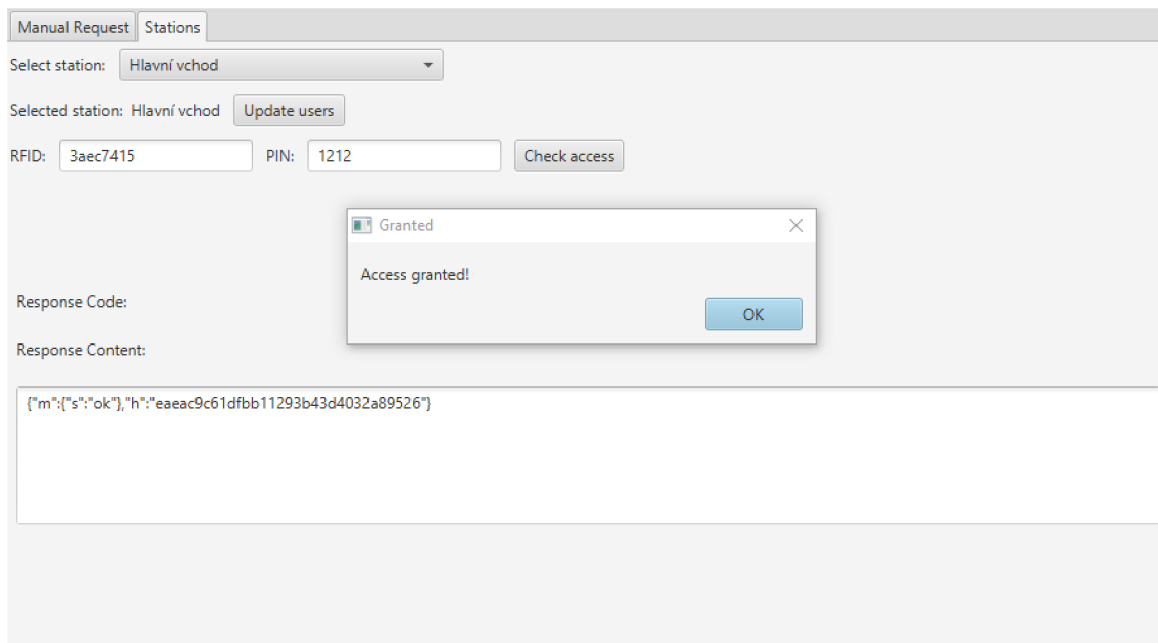 Manual Request Stations
Select station: Hlavní vchod
Selected station: Hlavní vchod Update users
RFID: 3aec7415 PIN: 1212 Check access
Granted
Access granted!
OK
Response Code:
Response Content:
{"m":{"s":"ok"},"h":"eaeac9c61dfbb11293b43d4032a89526"}